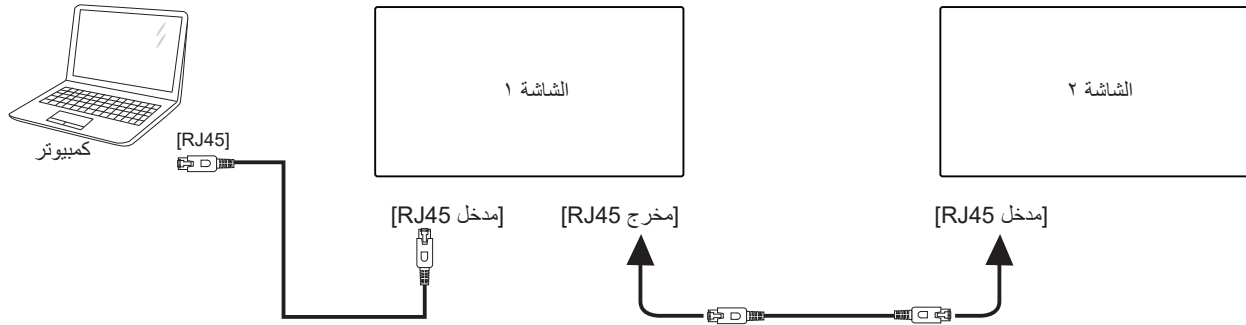 الشاشة ١
الشاشة ٢
[RJ45]
كمبيوتر
[مدخل RJ45]
[مخرج RJ45]
[مدخل RJ45]